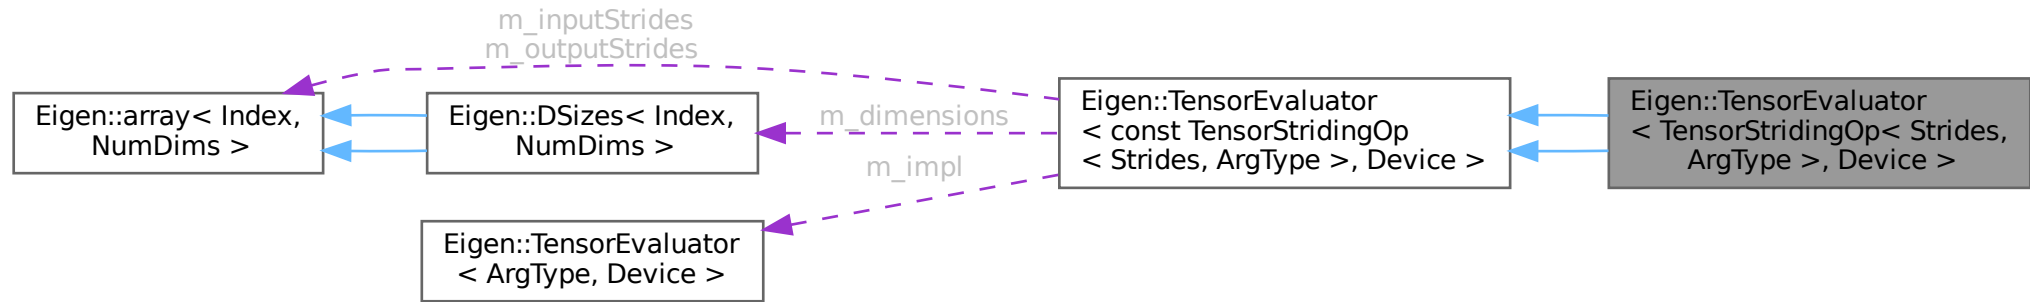 m_inputStrides
m_outputStrides
Eigen::array< Index,
NumDims >
Eigen::DSizes< Index,
NumDims >
m_dimensions
m_impl
Eigen::TensorEvaluator
< ArgType, Device >
Eigen::TensorEvaluator
< const TensorStridingOp
< Strides, ArgType >, Device >
Eigen::TensorEvaluator
< TensorStridingOp< Strides,
ArgType >, Device >